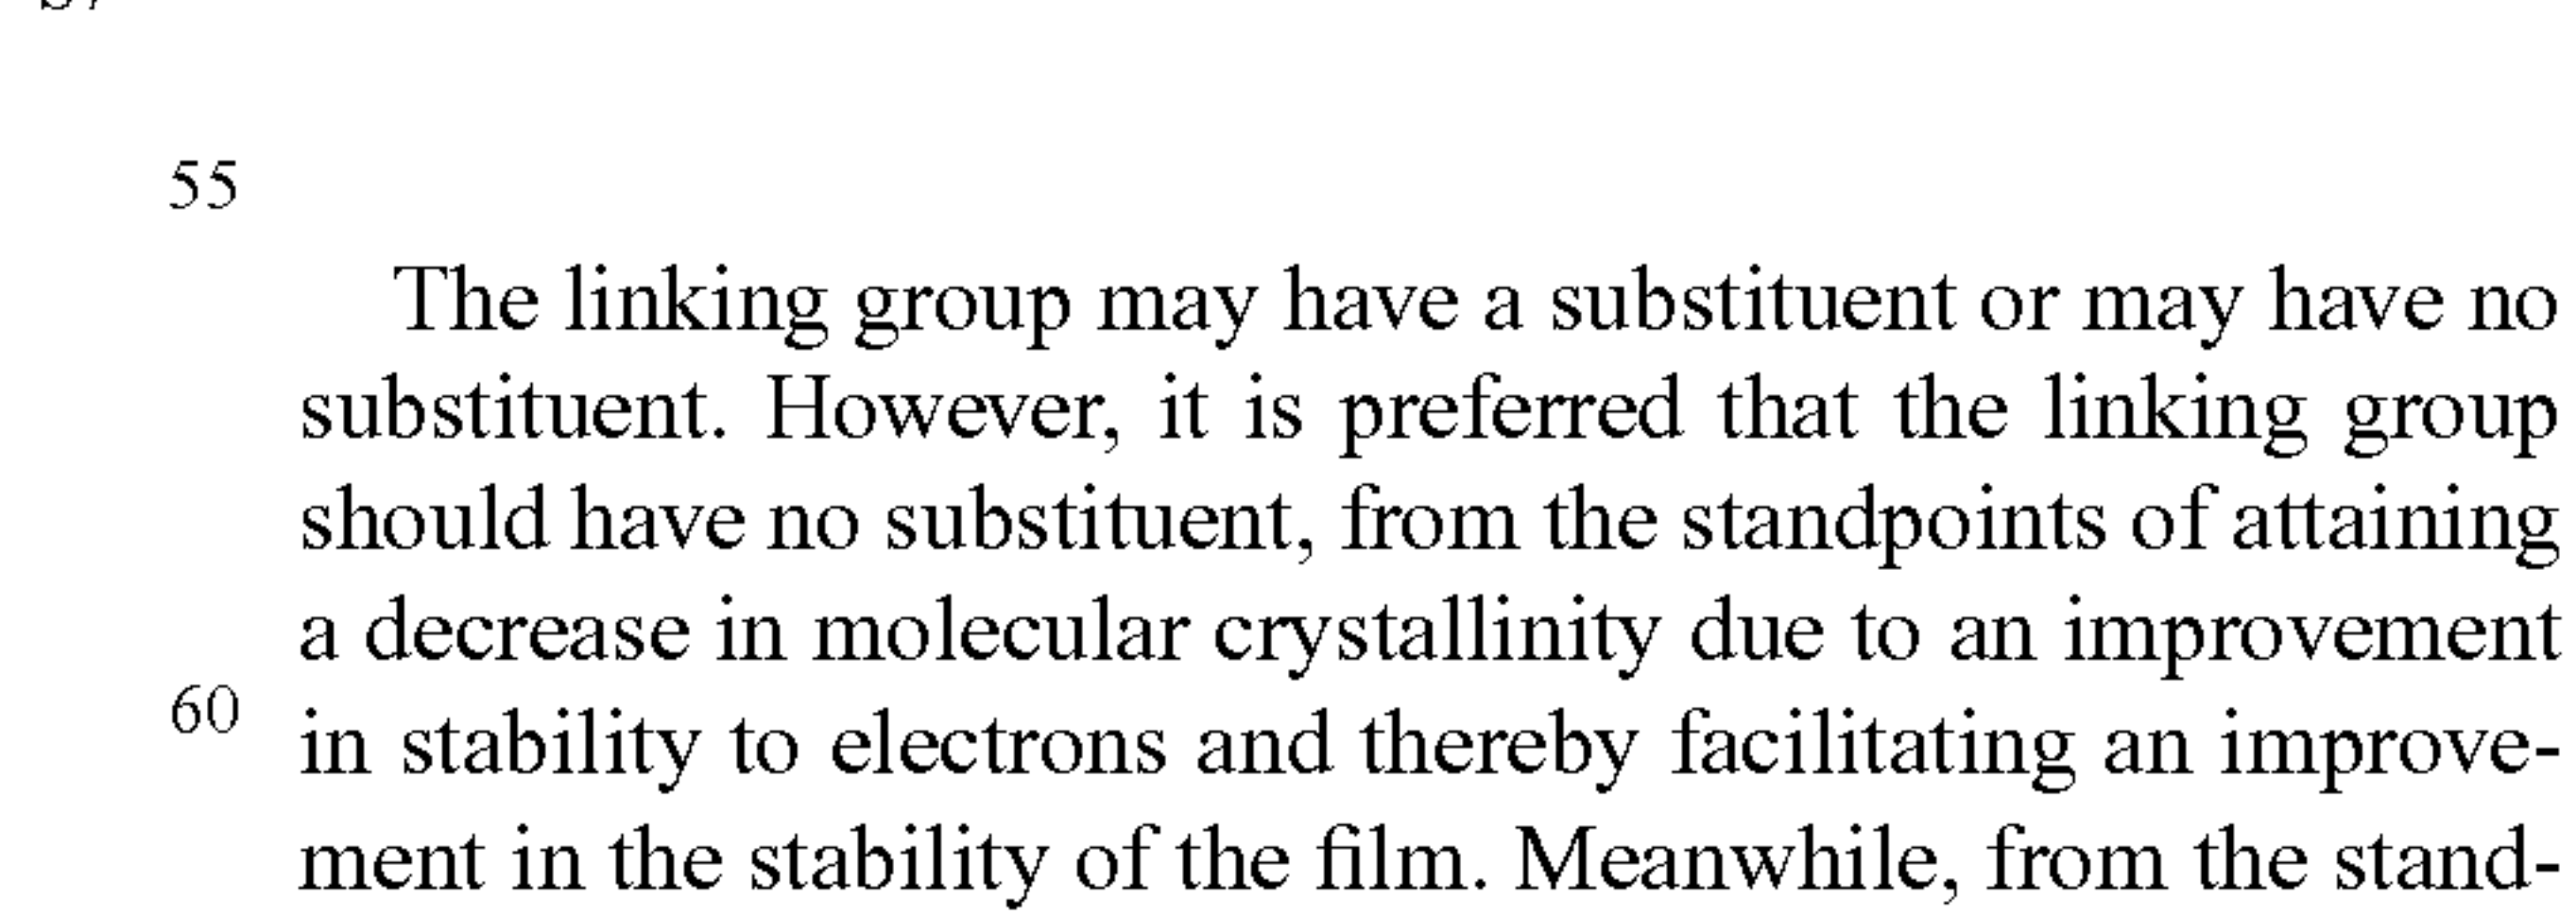 55
The linking group may have a substituent or may have no
substituent. However, it is preferred that the linking group
should have no substituent, from the standpoints of attaining
a decrease in molecular crystallinity due to an improvement
60 in stability to electrons and thereby facilitating an improve-
ment in the stability of the film. Meanwhile, from the stand-